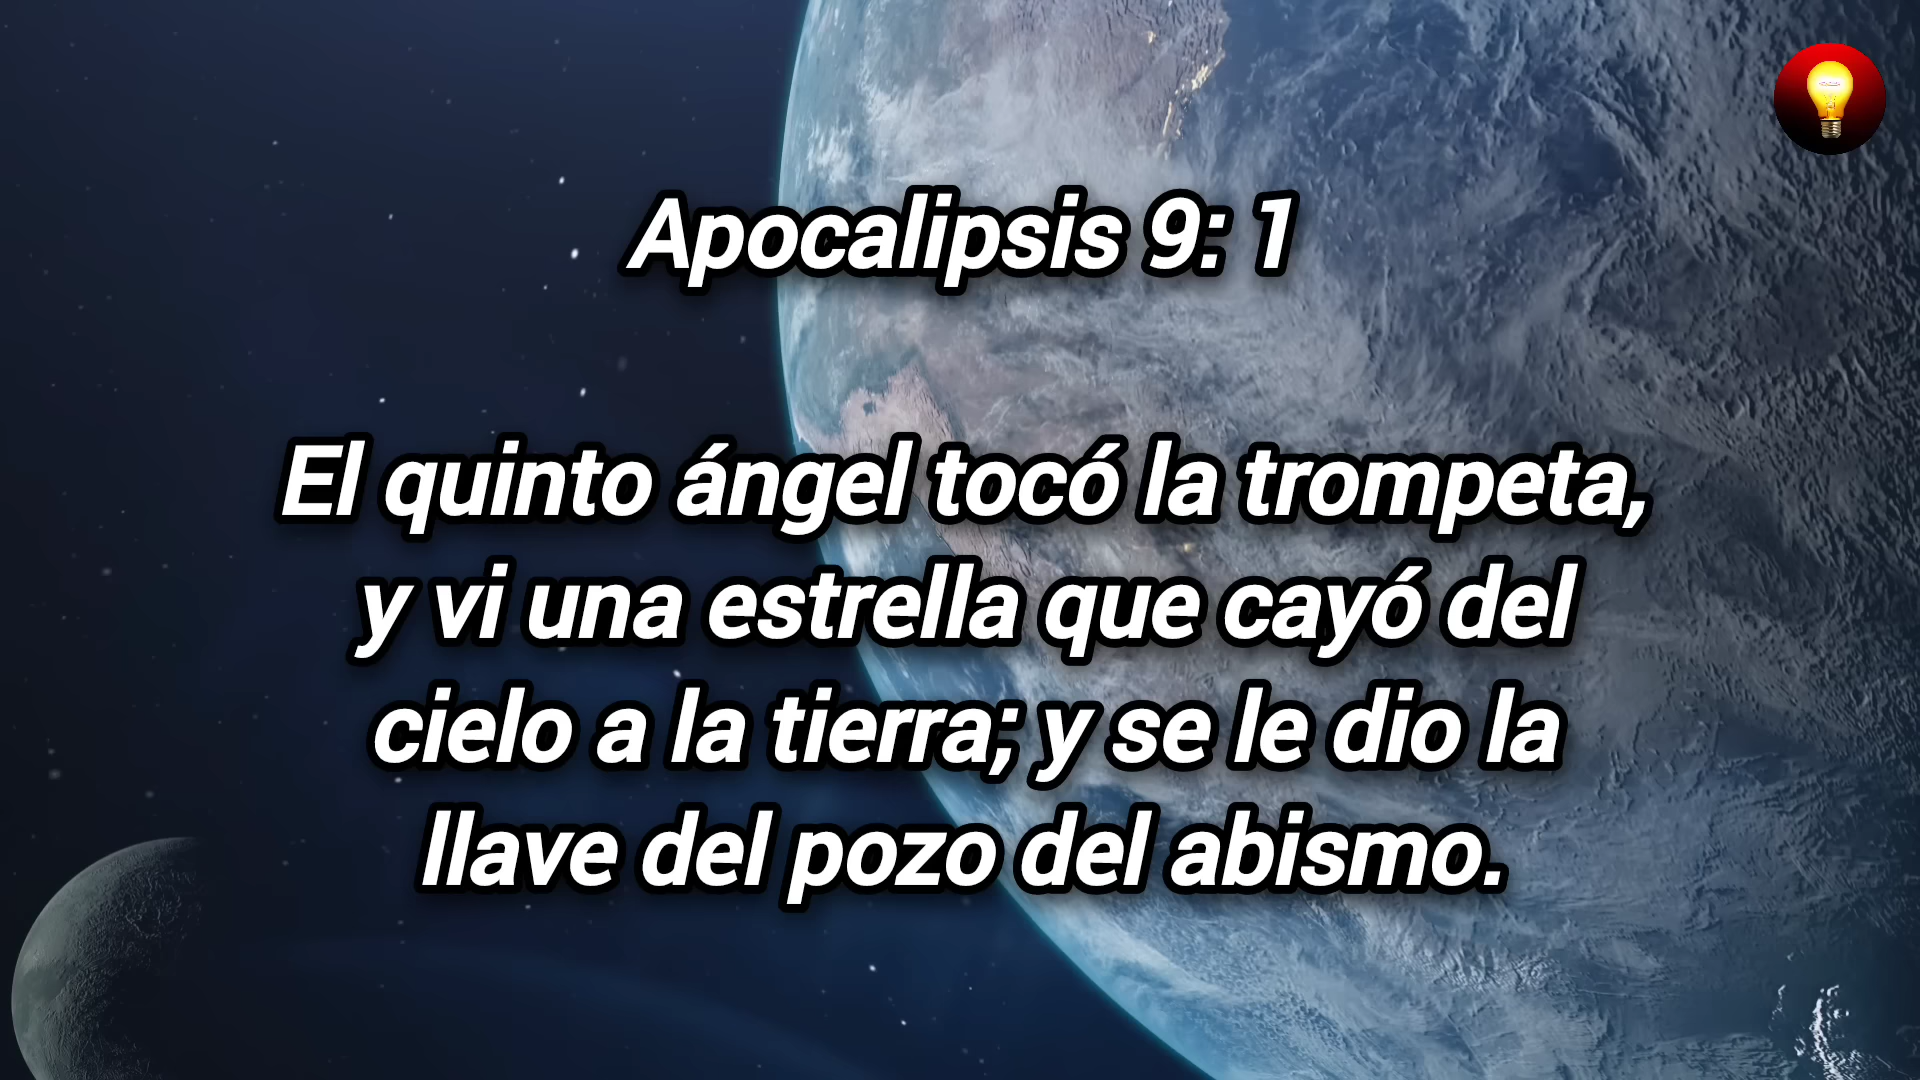 Apocalipsis 9: 1
El quinto ángel tocó la trompeta,
y vi una estrella que cayó del
cielo a la tierra; y se le dio la
llave del pozo del abismo.